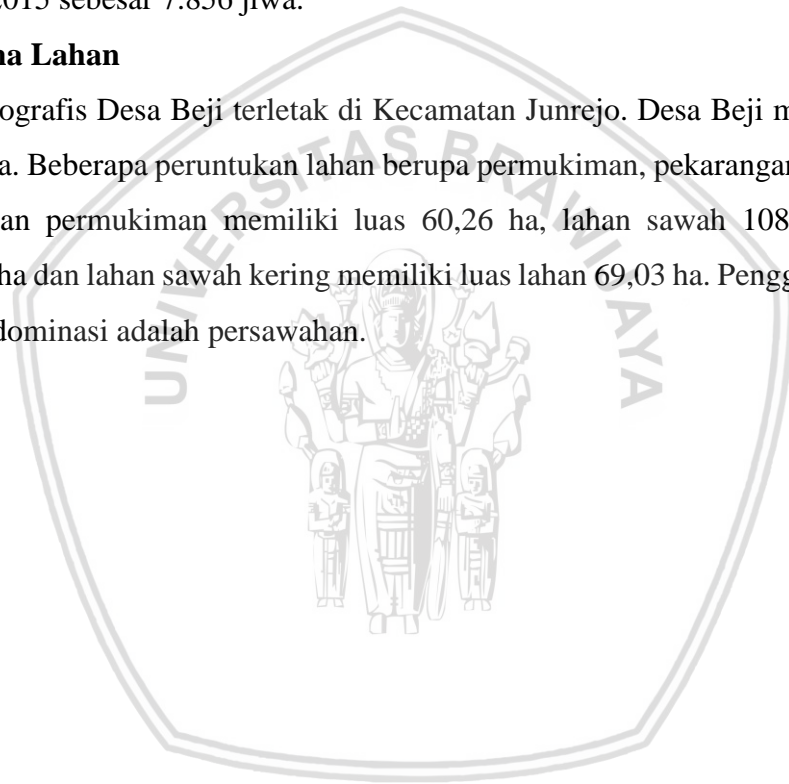 2015 sebesar 7.856 jiwa.
na Lahan
ografis Desa Beji terletak di Kecamatan Junrejo. Desa Beji m
a. Beberapa peruntukan lahan berupa permukiman, pekarangan
an permukiman memiliki luas 60,26 ha, lahan sawah 108
ha dan lahan sawah kering memiliki luas lahan 69,03 ha. Pengg
dominasi adalah persawahan.
UNIVERSITAS BRAWIJAYA